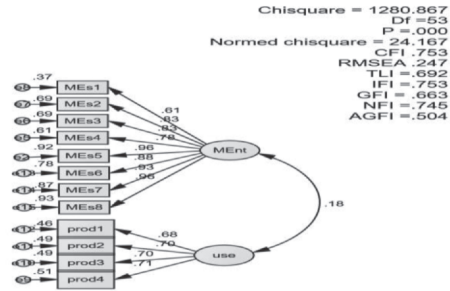 Chisquare = 1280.867
Df =53
P =.000
Normed chisquare = 24.167
CFI .753
RMSEA .247
TLI =.692
IFI =.753
GFI = .663
NFI =.745
AGFI =.504
.37
MEs1
.69
MEs2
.69
MEs3
.61
MEs4
.92
MEs5
.78
MEs6
.87
MEs7
.93
MEs8
.61
.83
.83
.78
.96
.88
.93
.96
MEnt
.18
.46
prod1
.49
prod2
.49
prod3
.51
prod4
.68
.70
.70
.71
use